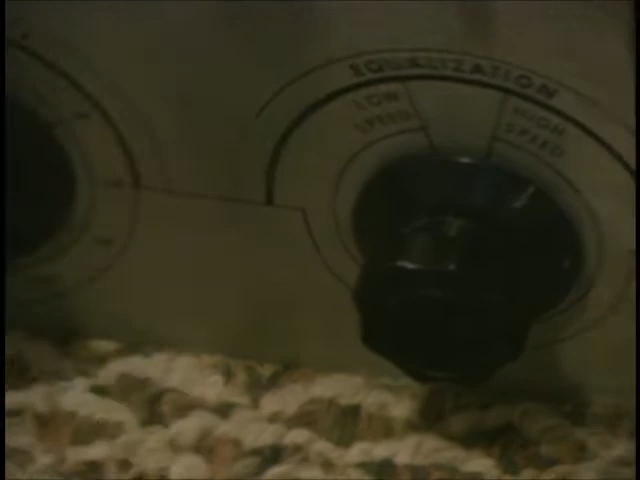 EQUALIZATION
LOW
SPEED
HIGH
SPEED